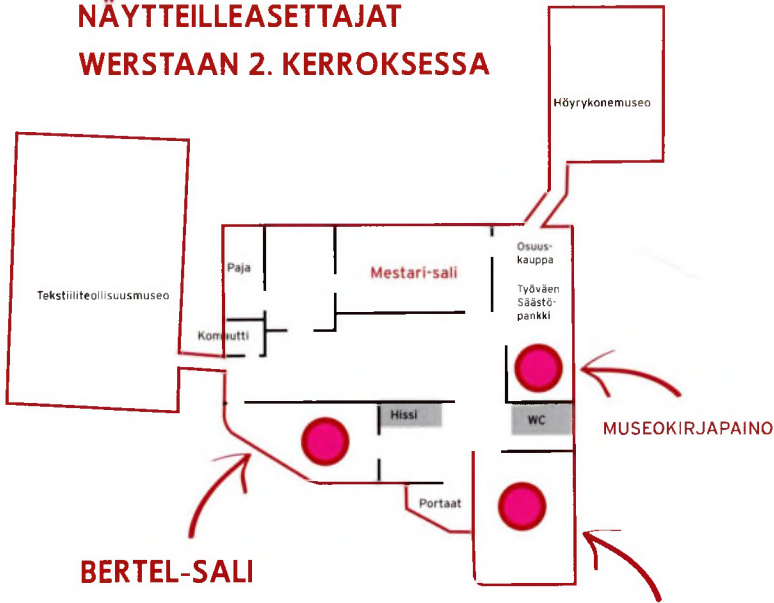 NÄYTTEILLEASETTAJAT
WERSTAAN 2. KERROKSESSA
Höyrykonemuseo
Osuus-
kauppa
Paja
Mestari-sali
Työväen
Säästö-
pankki
Tekstiiliteollisuusmuseo
Komuutti
Hissi
WC
MUSEOKIRJAPAINO
Portaat
BERTEL-SALI